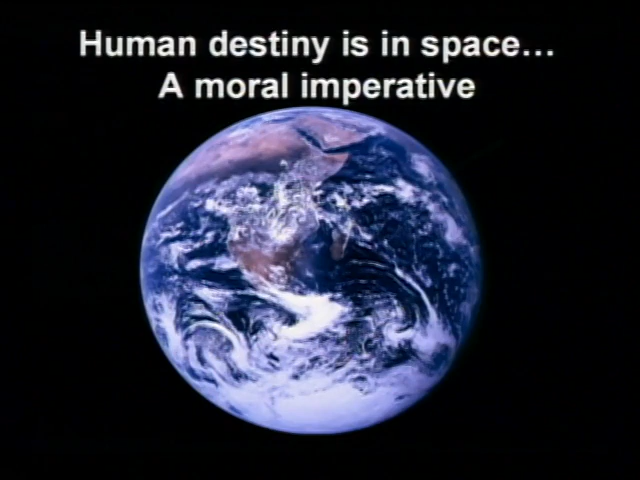 Human destiny is in space…
A moral imperative